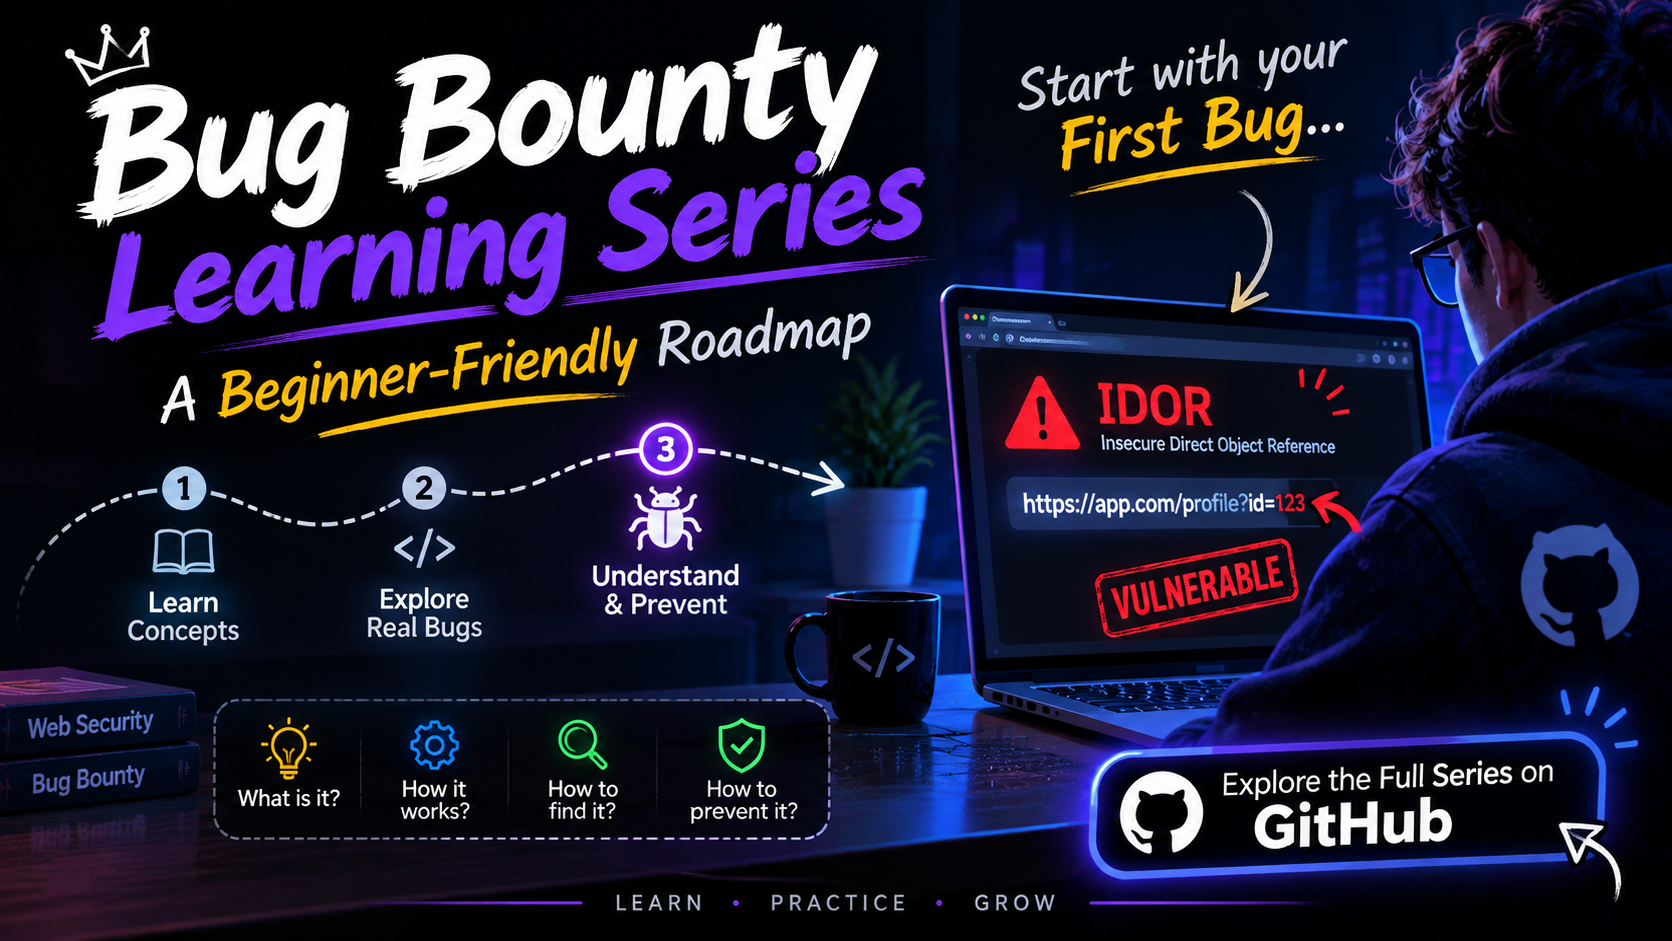 Bug Bounty
Learning Series
A Beginner-Friendly Roadmap
Start with your
First Bug...
1
2
3
Learn
Concepts
Explore
Real Bugs
Understand
& Prevent
What is it?
How it
works?
How to
find it?
How to
prevent it?
Web Security
Bug Bounty
</>
</>
IDOR
Insecure Direct Object Reference
https://app.com/profile?id=123
VULNERABLE
Explore the Full Series on
GitHub
LEARN • PRACTICE • GROW